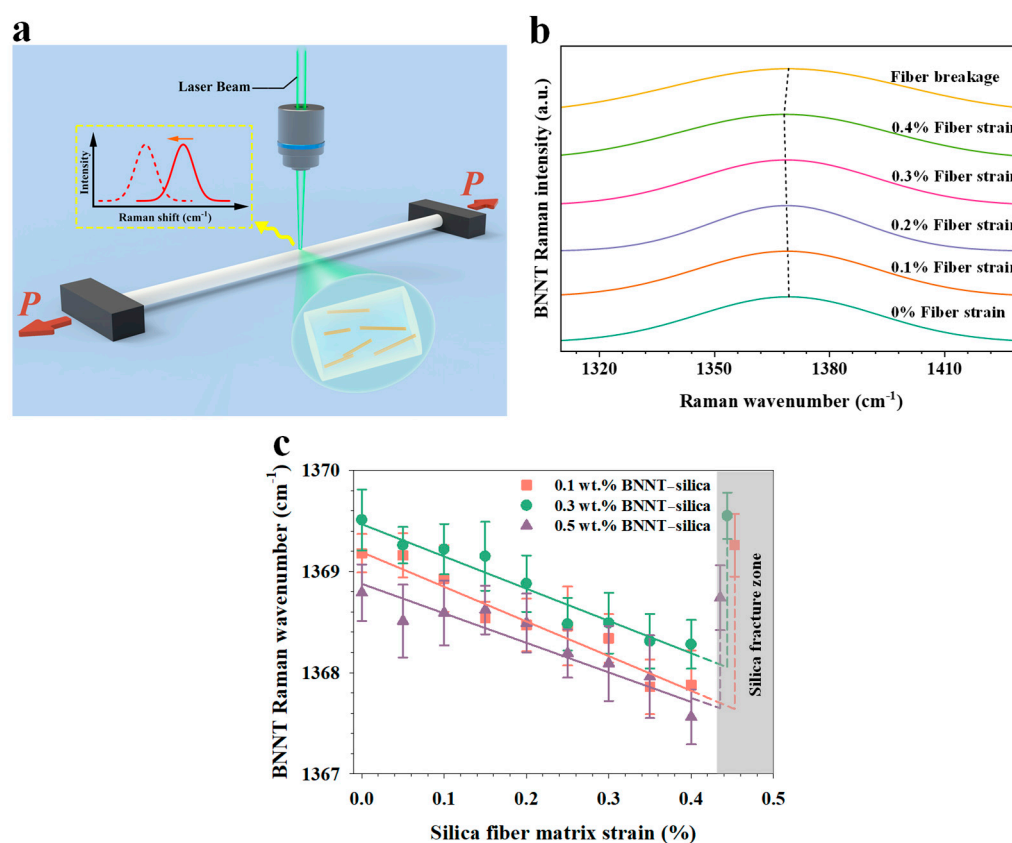 a
Laser Beam
Intensity
Raman shift (cm⁻¹)
P
P
b
BNNT Raman intensity (a.u.)
Fiber breakage
0.4% Fiber strain
0.3% Fiber strain
0.2% Fiber strain
0.1% Fiber strain
0% Fiber strain
1320
1350
1380
1410
Raman wavenumber (cm⁻¹)
c
BNNT Raman wavenumber (cm⁻¹)
1370
1369
1368
1367
0.1 wt.% BNNT–silica
0.3 wt.% BNNT–silica
0.5 wt.% BNNT–silica
Silica fracture zone
0.0
0.1
0.2
0.3
0.4
0.5
Silica fiber matrix strain (%)